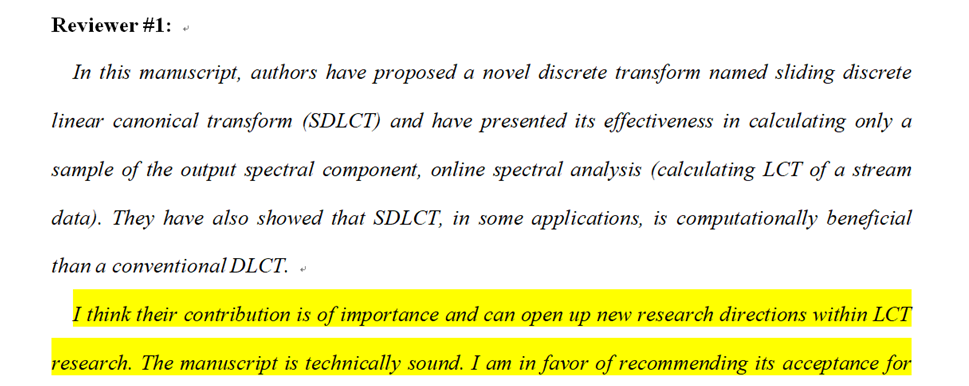 Reviewer #1:
In this manuscript, authors have proposed a novel discrete transform named sliding discrete
linear canonical transform (SDLCT) and have presented its effectiveness in calculating only a
sample of the output spectral component, online spectral analysis (calculating LCT of a stream
data). They have also showed that SDLCT, in some applications, is computationally beneficial
than a conventional DLCT.
I think their contribution is of importance and can open up new research directions within LCT
research. The manuscript is technically sound. I am in favor of recommending its acceptance for